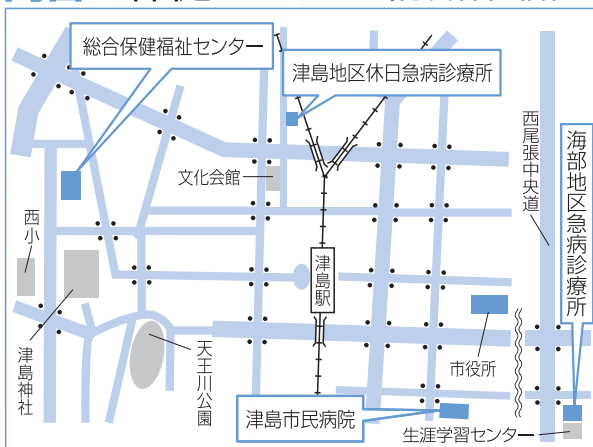 総合保健福祉センター
津島地区休日急病診療所
西尾張中央道
海部地区急病診療所
文化会館
西小
津島駅
津島神社
天王川公園
市役所
津島市民病院
生涯学習センター